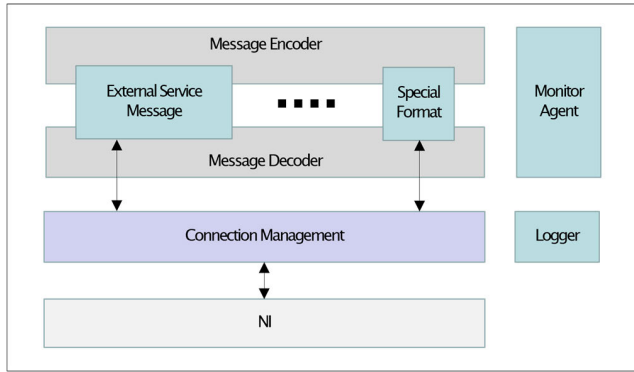 Message Encoder
External Service
Message
Special
Format
Monitor
Agent
Message Decoder
Connection Management
Logger
NI